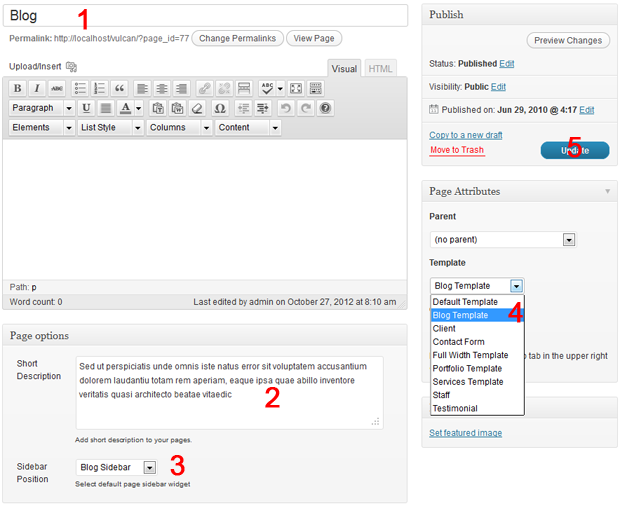 Blog
1
Permalink: http://localhost/vulcan/?page_id=77 Change Permalinks View Page
Upload/Insert
Visual HTML
B I ABC ABC
Paragraph U A
Elements List Style Columns Content
Path: p
Word count: 0 Last edited by admin on October 27, 2012 at 8:10 am
Page options
Short Description
Sed ut perspiciatis unde omnis iste natus error sit voluptatem accusantium
dolorem laudantiu totam rem aperiam, eaque ipsa quae abillo inventore
veritatis quasi architecto beatae vitaedic
2
Add short description to your pages.
Sidebar Position
Blog Sidebar
3
Select default page sidebar widget
Publish
Preview Changes
Status: Published Edit
Visibility: Public Edit
Published on: Jun 29, 2010 @ 4:17 Edit
Copy to a new draft
Move to Trash
Update
5
Page Attributes
Parent
(no parent)
Template
Blog Template
Default Template
Blog Template
4
Client
Contact Form
Full Width Template
p tab in the upper right
Portfolio Template
Services Template
Staff
Testimonial
Set featured image